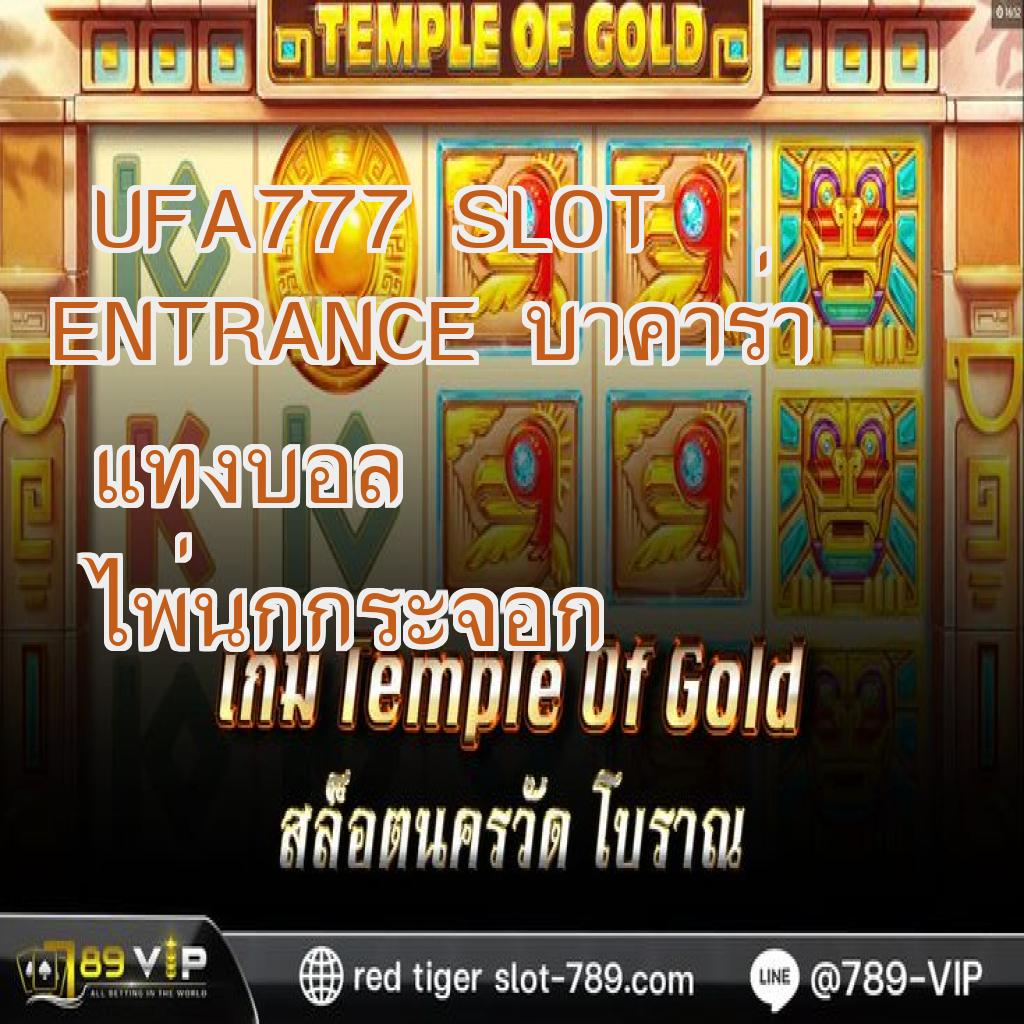 TEMPLE OF GOLD
UFA777 SLOT
ENTRANCE บาคาร่า
แทงบอล
ไพ่นกกระจอก
เกม Temple Of Gold
สล็อตนครวัด โบราณ
789 VIP
ALL BETTING IN THE WORLD
red tiger slot-789.com
LINE @789-VIP